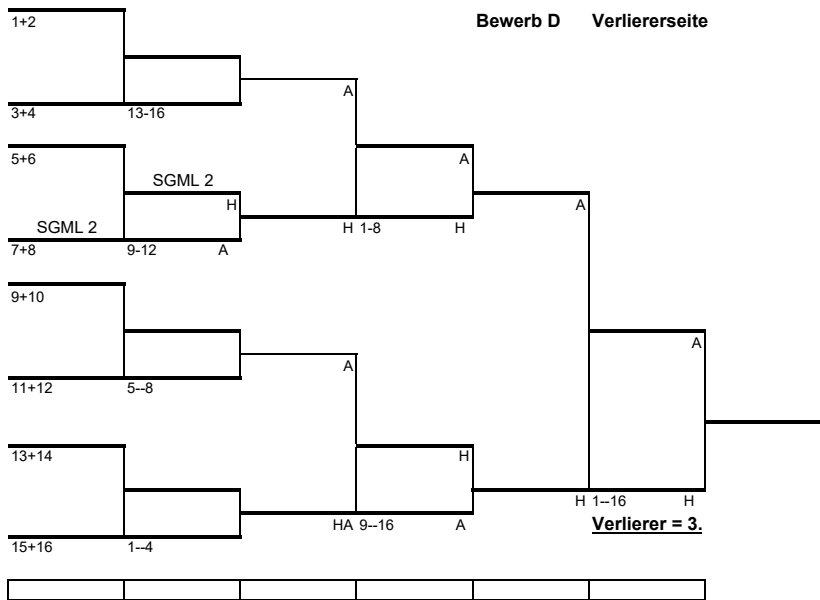 Bewerb D Verliererseite
1+2
A
3+4 13-16
5+6 A
SGML 2
H A
SGML 2 H 1-8 H
7+8 9-12 A
9+10
A
A
11+12 5--8
13+14 H
H 1--16 H
HA 9--16 A Verlierer = 3.
15+16 1--4